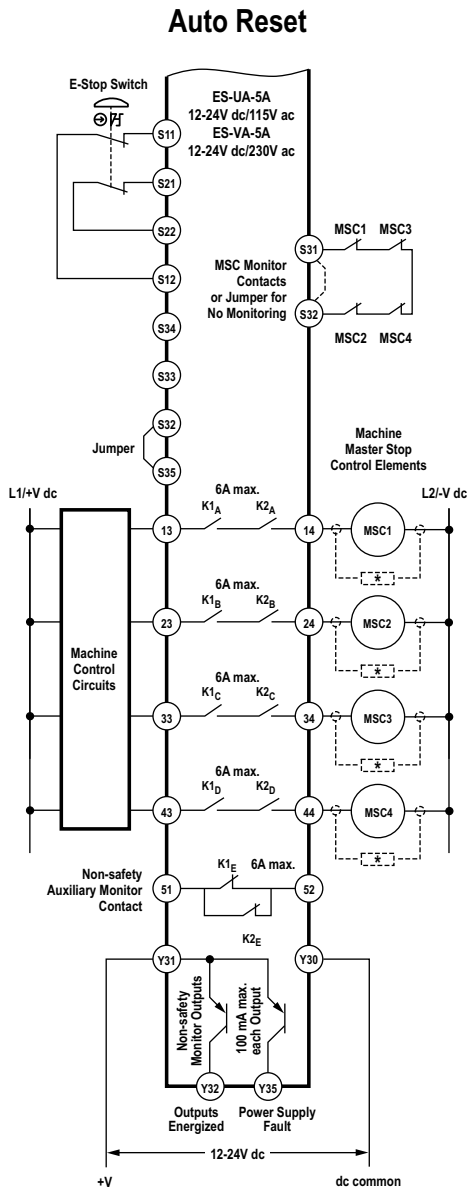 Auto Reset
E-Stop Switch
ES-UA-5A
12-24V dc/115V ac
ES-VA-5A
12-24V dc/230V ac
S11
S21
S22
S12
S34
S33
S32
S35
Jumper
S31
S32
MSC Monitor
Contacts
or Jumper for
No Monitoring
MSC1 MSC3
MSC2 MSC4
Machine
Master Stop
Control Elements
L1/+V dc
L2/-V dc
Machine
Control
Circuits
6A max.
13 K1A K2A 14 MSC1
*
6A max.
23 K1B K2B 24 MSC2
*
6A max.
33 K1C K2C 34 MSC3
*
6A max.
43 K1D K2D 44 MSC4
*
Non-safety
Auxiliary Monitor
Contact
51 K1E 6A max. 52
K2E
Y31 Y30
Non-safety
Monitor Outputs
100 mA max.
each Output
Y32 Y35
Outputs
Energized
Power Supply
Fault
12-24V dc
+V dc common